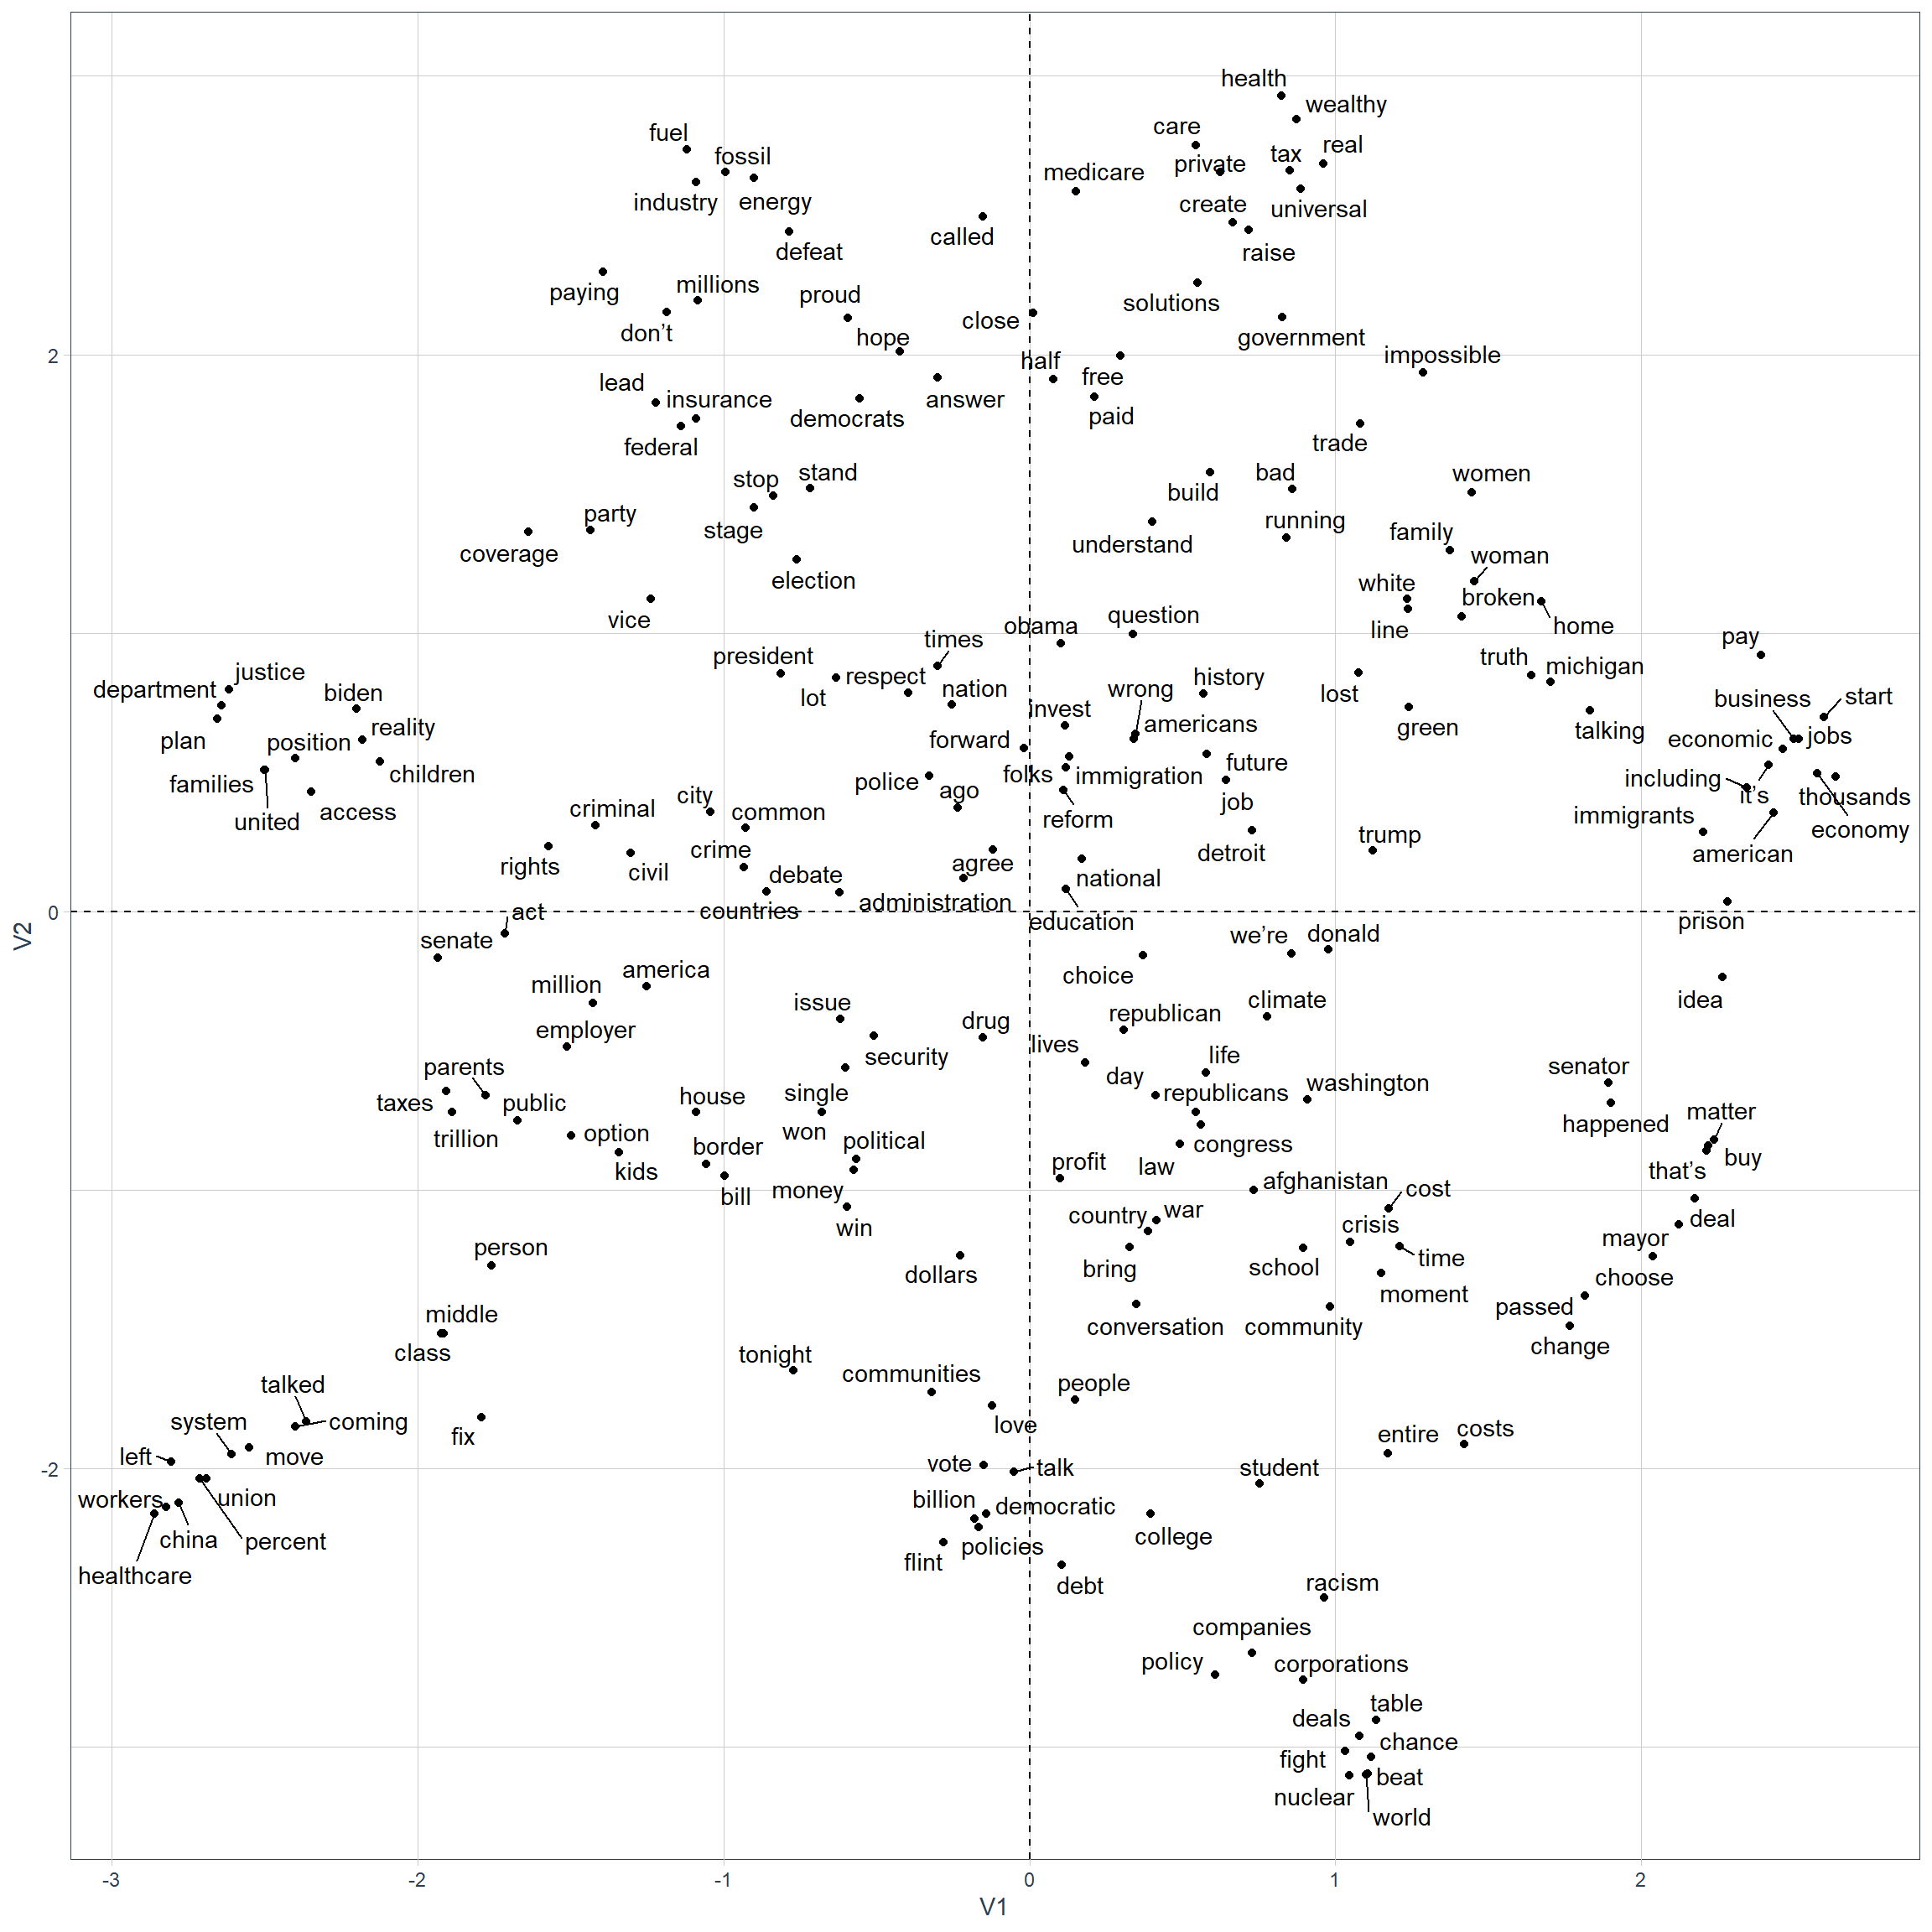 health
wealthy
care
fuel
real
fossil
tax
private
medicare
industry
energy
create
universal
called
defeat
raise
millions
paying
proud
solutions
close
don’t
hope
government
impossible
half
free
lead
insurance
answer
democrats
paid
federal
trade
stop
stand
bad
women
build
party
stage
running
family
coverage
understand
woman
election
white
broken
vice
question
obama
line
home
times
pay
president
truth
michigan
justice
respect
history
department
biden
lot
nation
wrong
lost
business
start
invest
americans
reality
green
talking
plan
position
forward
economic
jobs
future
children
folks
immigration
including
families
police
ago
it’s
thousands
city
job
criminal
common
access
united
reform
immigrants
economy
trump
crime
detroit
american
rights
civil
agree
debate
national
administration
act
countries
education
prison
senate
we’re
donald
america
choice
million
issue
climate
idea
employer
drug
republican
lives
security
life
parents
senator
day
washington
taxes
public
house
single
republicans
matter
trillion
option
won
happened
border
political
congress
buy
kids
profit
law
that’s
bill
money
afghanistan
cost
country
war
deal
win
crisis
mayor
person
time
dollars
bring
school
choose
moment
middle
passed
conversation
community
class
tonight
change
communities
people
talked
system
coming
fix
love
entire
costs
left
move
vote
talk
student
workers
union
billion
democratic
china
percent
policies
college
flint
healthcare
debt
racism
companies
policy
corporations
table
deals
chance
fight
beat
nuclear
world
2
0
-2
V2
-3
-2
-1
0
1
2
V1